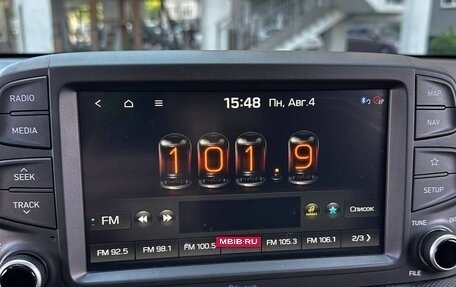 RADIO
MEDIA
SEEK
TRACK
15:48 Пн, Авг.4
101.9
FM
Список
FM 92.5
FM 98.1
FM 100.5
MBIB·RU
FM 105.3
FM 106.1
2/3
MAP
NAV
SETUP
TUNE
FILE